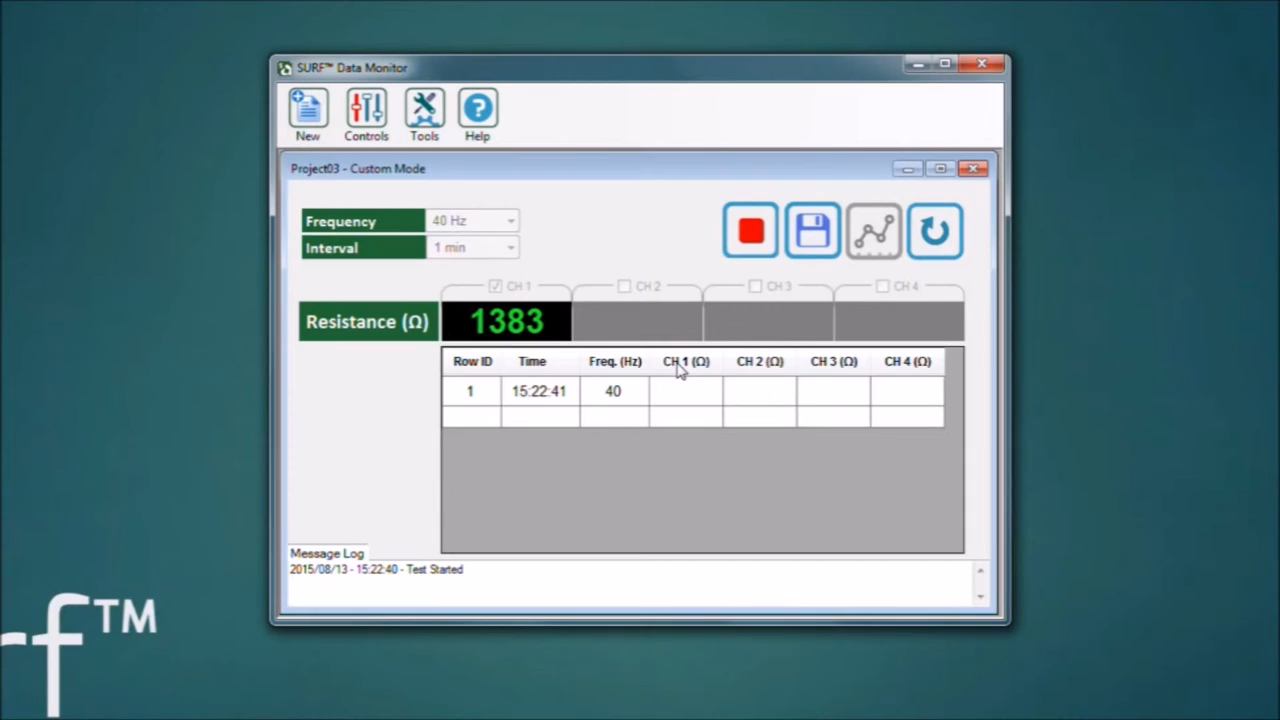 SURF™ Data Monitor
New Controls Tools Help
Project03 - Custom Mode
Frequency 40 Hz
Interval 1 min
CH 1 CH 2 CH 3 CH 4
Resistance (Ω) 1383
Row ID Time Freq. (Hz) CH 1 (Ω) CH 2 (Ω) CH 3 (Ω) CH 4 (Ω)
1 15:22:41 40
Message Log
2015/08/13 - 15:22:40 - Test Started
rf™